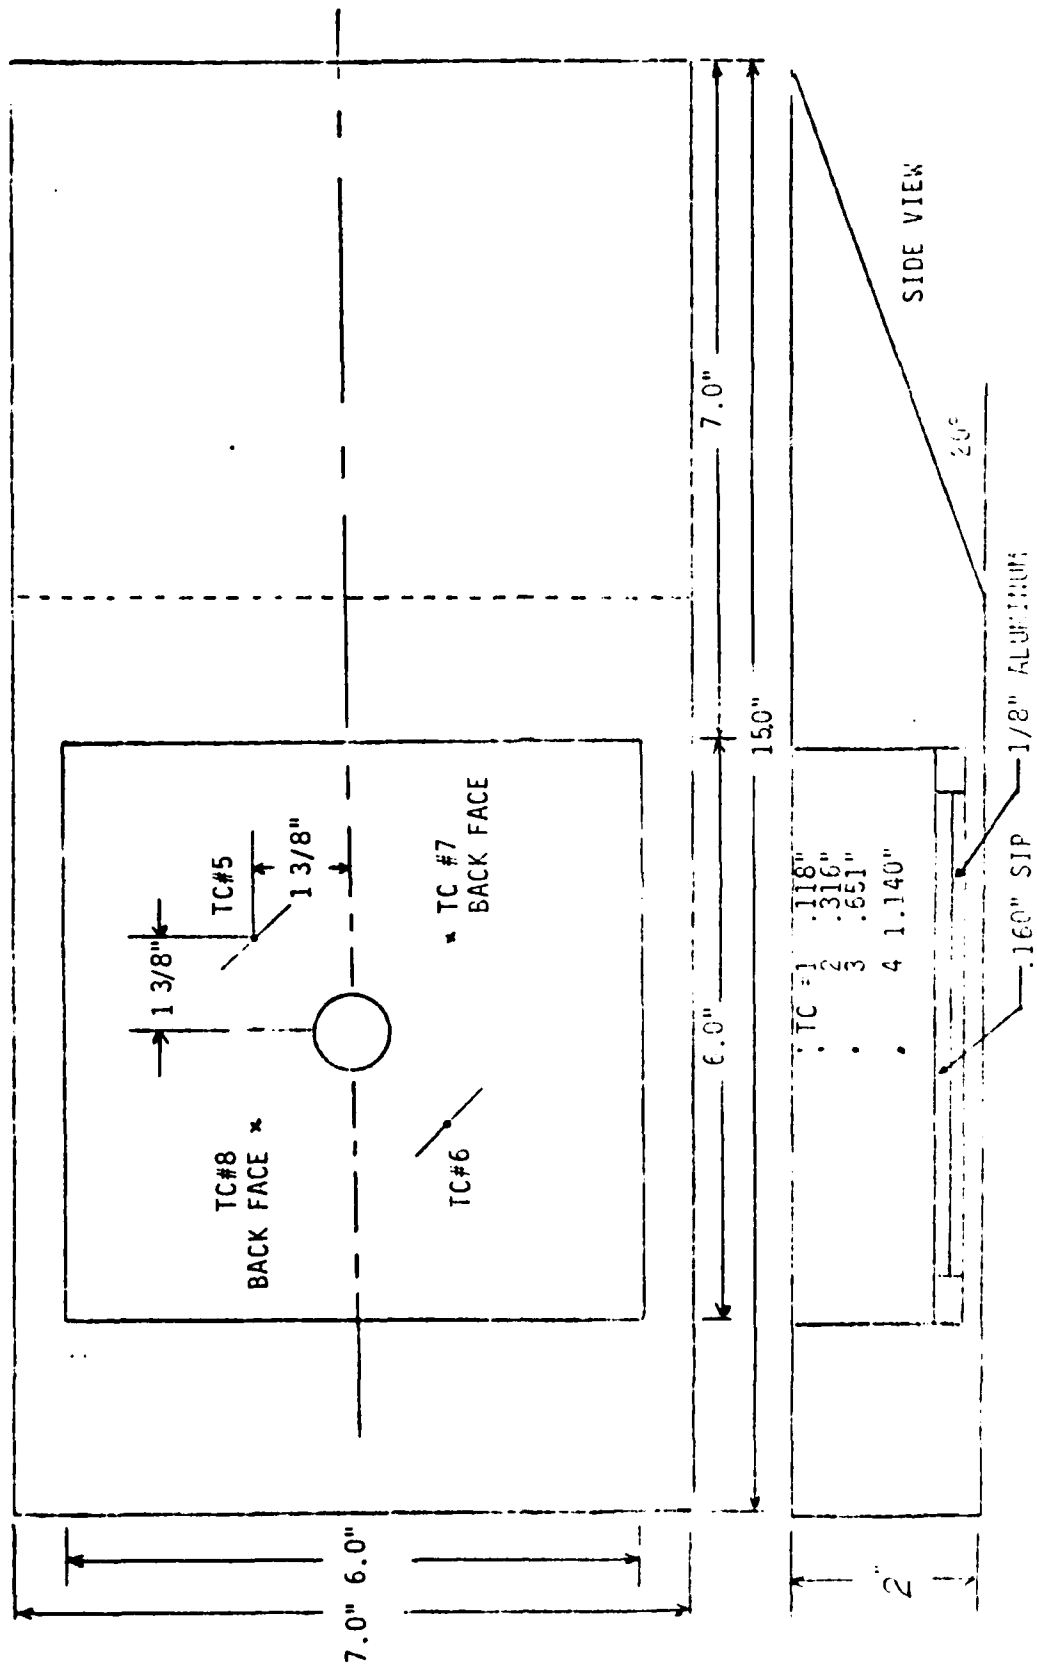 TC#5
1 3/8"
1 3/8"
TC#8
BACK FACE
TC #7
BACK FACE
TC#6
7.0"
6.0"
6.0"
7.0"
15.0"
SIDE VIEW
20°
TC #1 .118"
2 .316"
3 .651"
4 1.140"
.160" SIP
1/8" ALUMINUM
2"